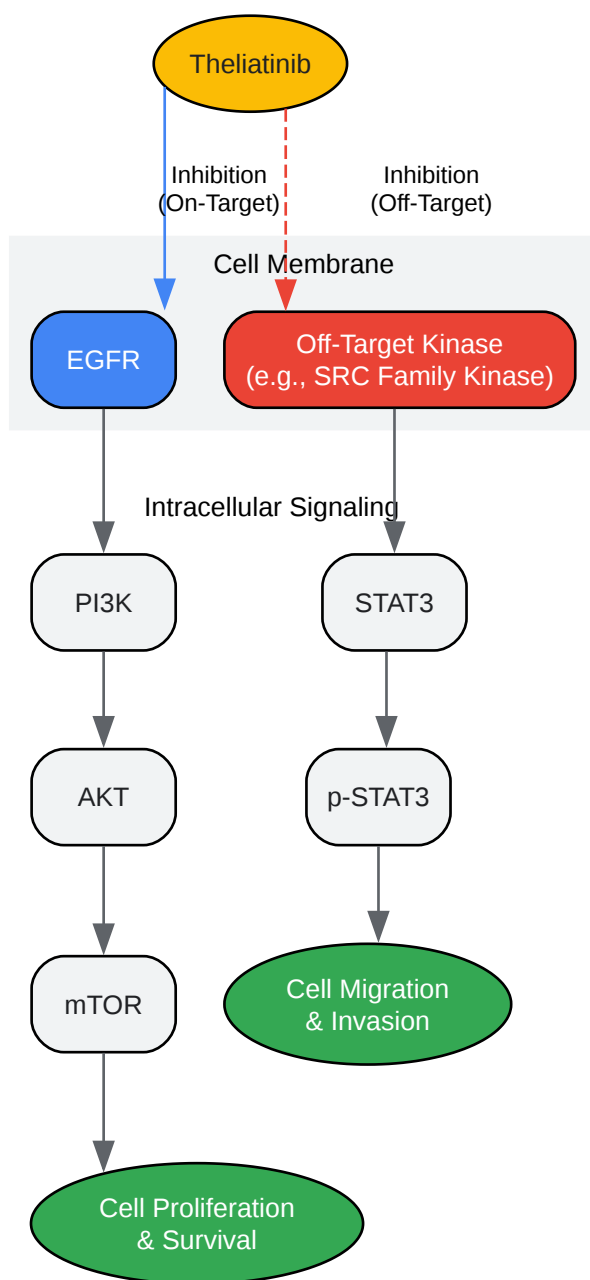 Theliatinib
Inhibition
(On-Target)
Inhibition
(Off-Target)
Cell Membrane
EGFR
Off-Target Kinase
(e.g., SRC Family Kinase)
Intracellular Signaling
PI3K
STAT3
AKT
p-STAT3
mTOR
Cell Migration
& Invasion
Cell Proliferation
& Survival